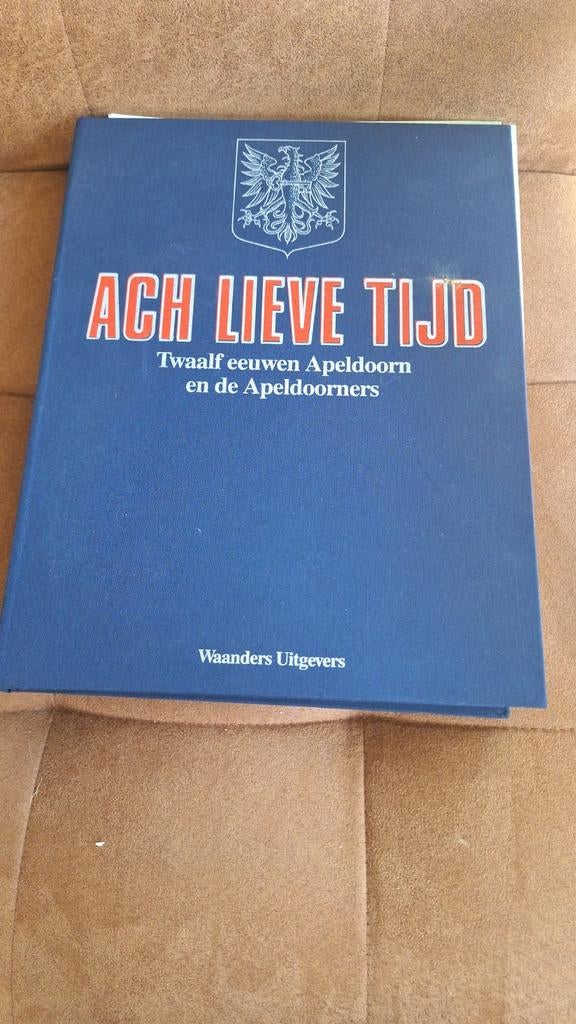 ACH LIEVE TIJD
Twaalf eeuwen Apeldoorn
en de Apeldoorners
Waanders Uitgevers